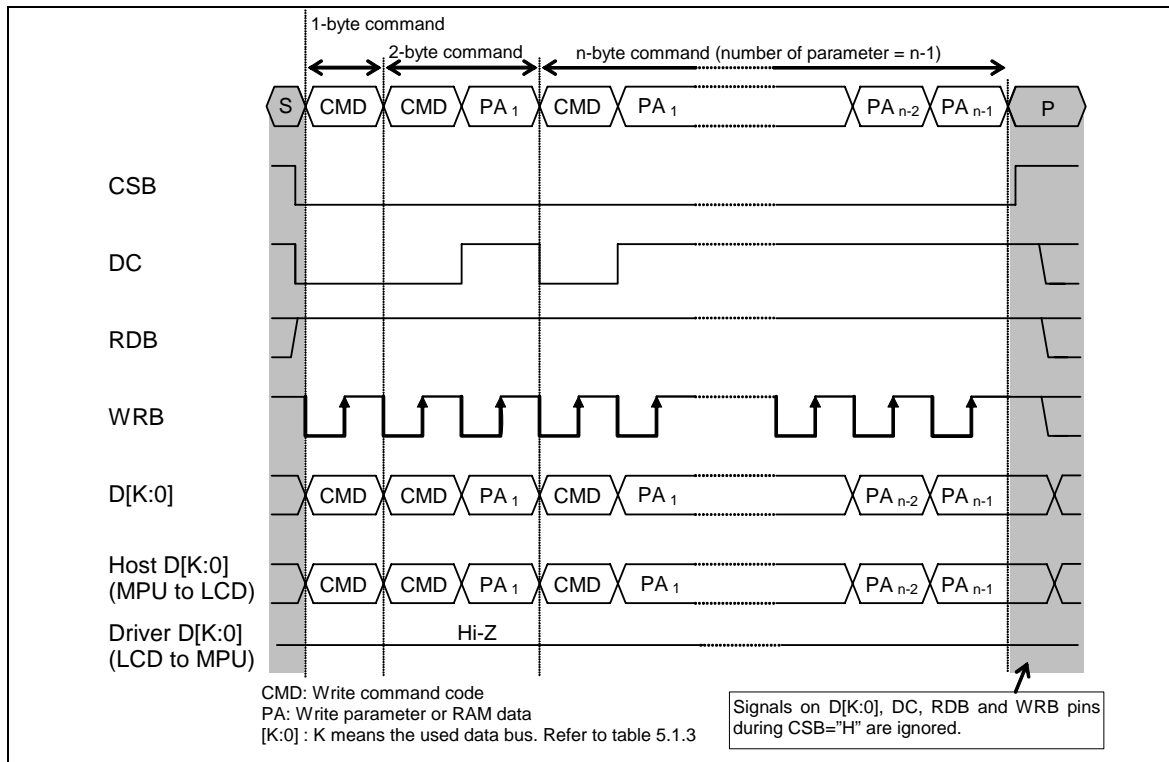 1-byte command
2-byte command
n-byte command (number of parameter = n-1)
S CMD CMD PA 1 CMD PA 1 PA n-2 PA n-1 P
CSB
DC
RDB
WRB
D[K:0] CMD CMD PA 1 CMD PA 1 PA n-2 PA n-1
Host D[K:0]
(MPU to LCD)
CMD CMD PA 1 CMD PA 1 PA n-2 PA n-1
Driver D[K:0]
(LCD to MPU)
Hi-Z
CMD: Write command code
PA: Write parameter or RAM data
[K:0] : K means the used data bus. Refer to table 5.1.3
Signals on D[K:0], DC, RDB and WRB pins
during CSB=”H” are ignored.